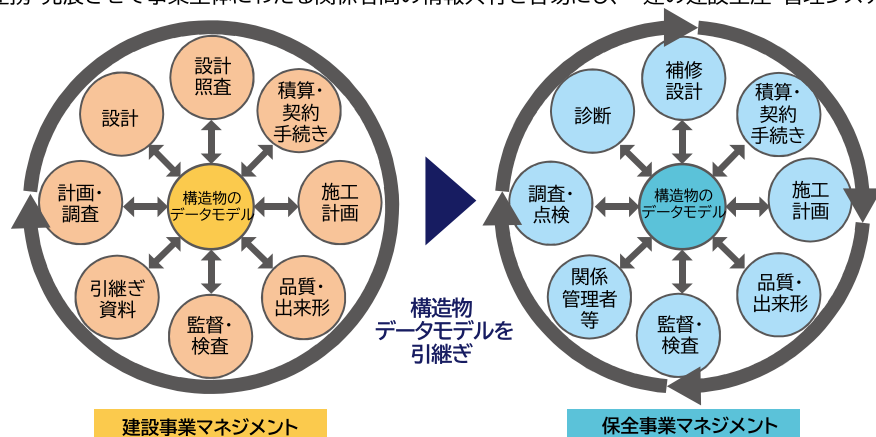 設計
照査
積算・
契約
手続き
施工
計画
品質・
出来形
監督・
検査
引継ぎ
資料
計画・
調査
設計
構造物の
データモデル
建設事業マネジメント
構造物
データモデルを
引継ぎ
補修
設計
積算・
契約
手続き
施工
計画
品質・
出来形
監督・
検査
関係
管理者
等
調査・
点検
診断
構造物の
データモデル
保全事業マネジメント